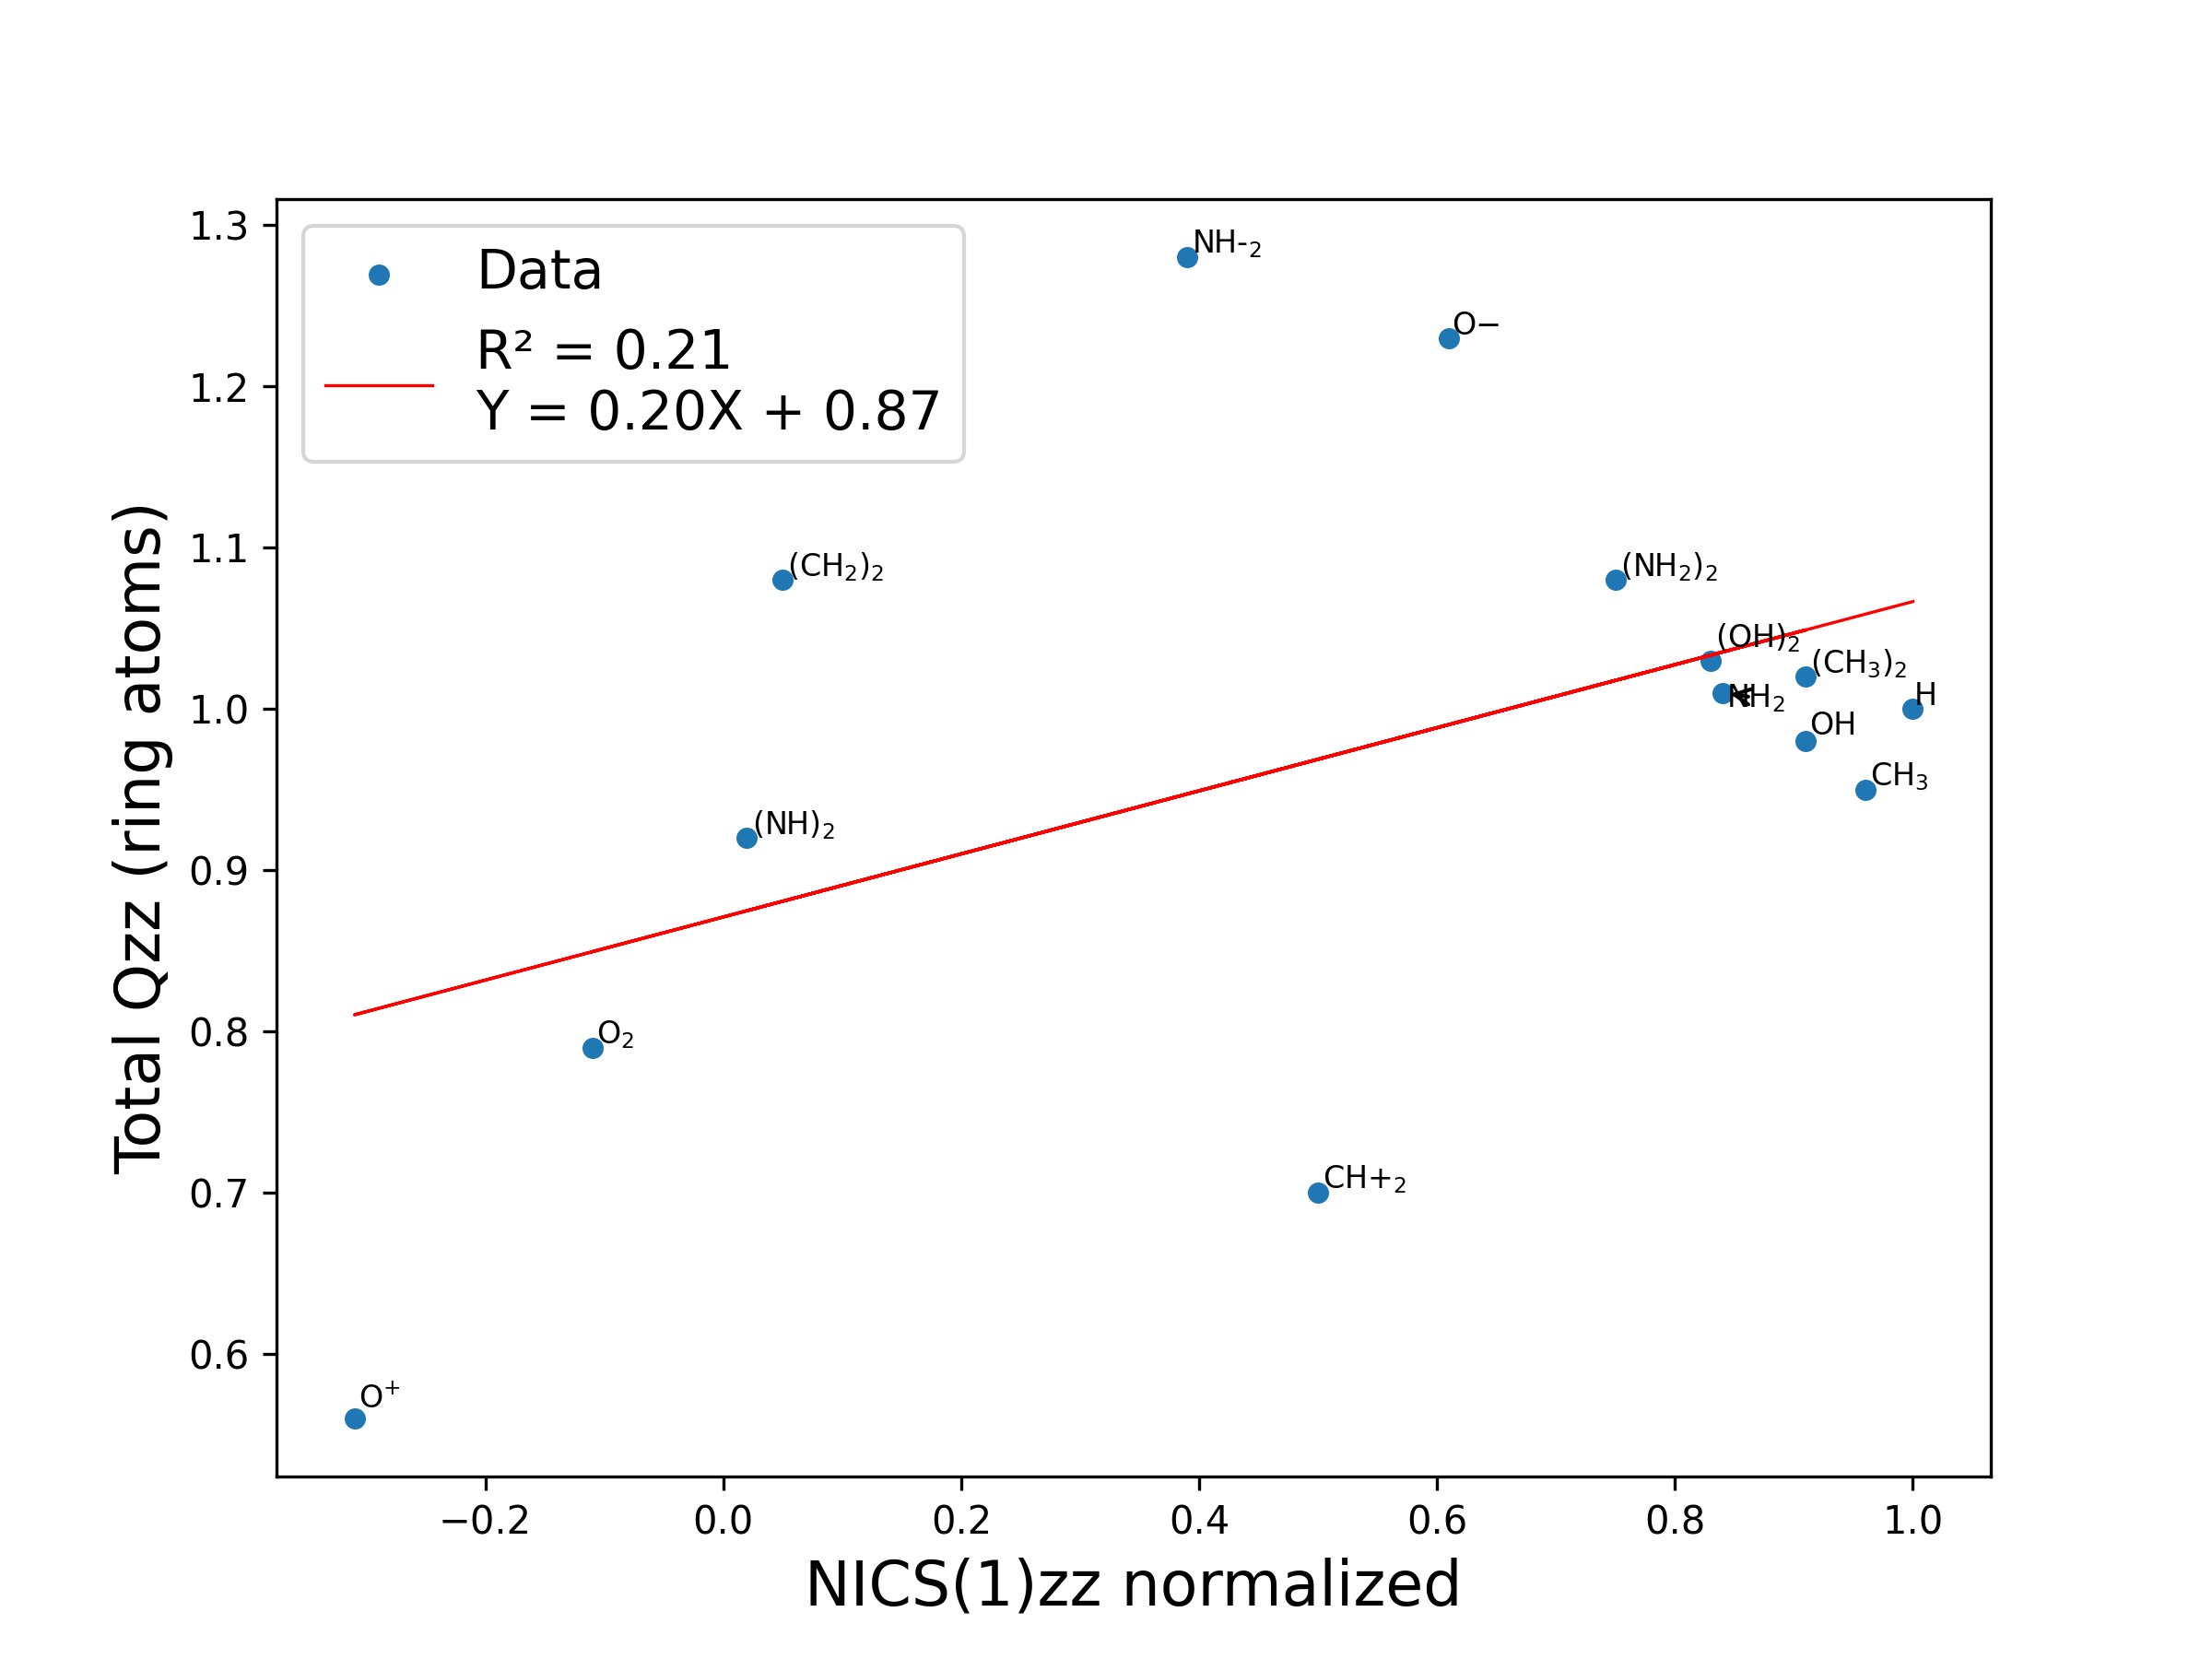 Data
R² = 0.21
Y = 0.20X + 0.87
NH-₂
O−
(CH₂)₂
(NH₂)₂
(OH)₂
(CH₃)₂
NH₂
H
OH
CH₃
(NH)₂
O₂
CH+₂
O⁺
1.3
1.2
1.1
1.0
0.9
0.8
0.7
0.6
Total Qzz (ring atoms)
−0.2 0.0 0.2 0.4 0.6 0.8 1.0
NICS(1)zz normalized